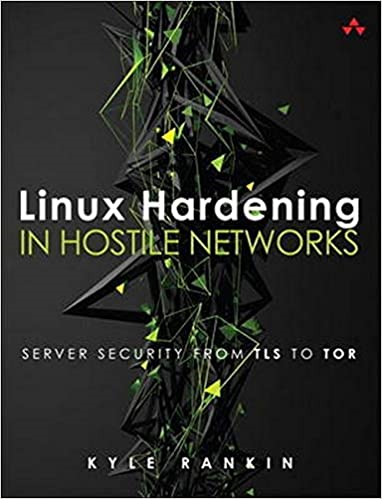 Linux Hardening
IN HOSTILE NETWORKS
SERVER SECURITY FROM TLS TO TOR
KYLE RANKIN